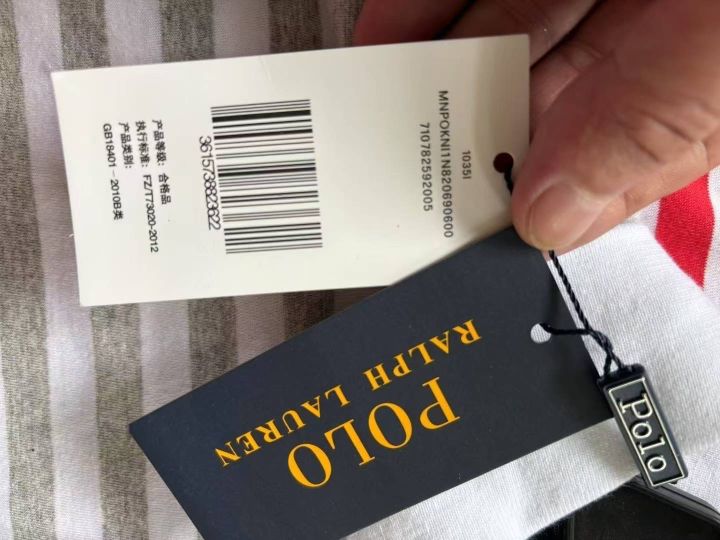 1035I
MNPOKNI1N820690600
710782592005
3615738823622
产品等级: 合格品
执行标准: FZ/T73020-2012
产品类别:
GB18401-2010B类
POLO
RALPH LAUREN
Polo